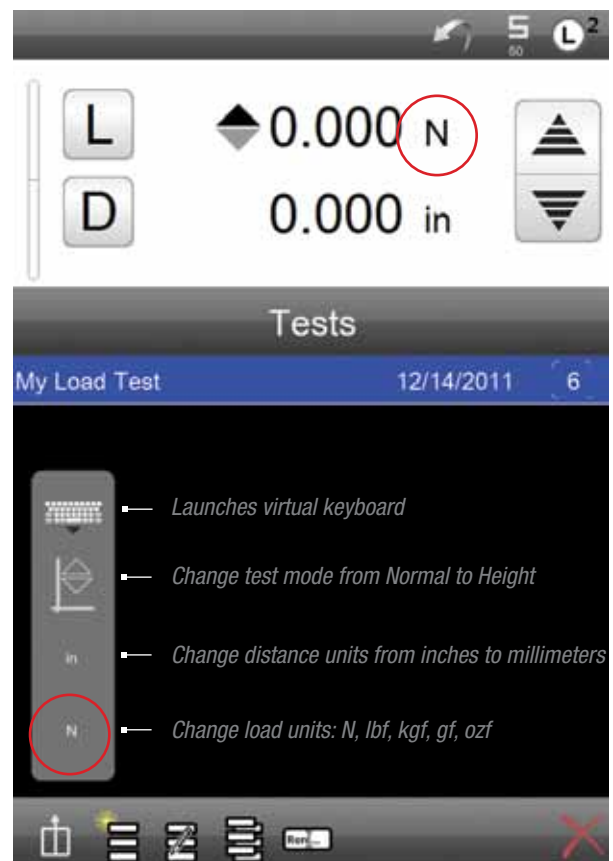 S
60
L 2
L
0.000 N
D
0.000 in
Tests
My Load Test 12/14/2011 6
Launches virtual keyboard
Change test mode from Normal to Height
in
Change distance units from inches to millimeters
N
Change load units: N, lbf, kgf, gf, ozf
Ren...